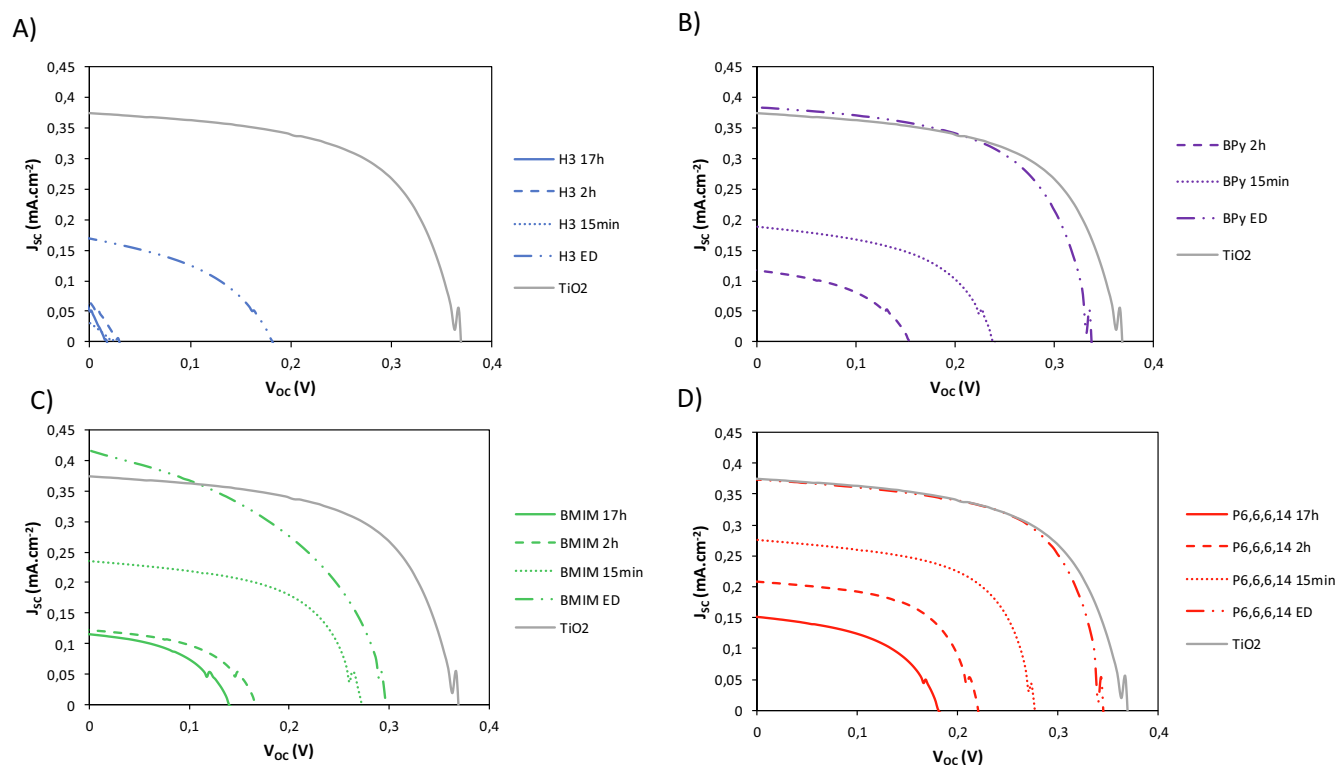 A)
0,45
0,4
0,35
0,3
0,25
0,2
0,15
0,1
0,05
0
J_SC (mA.cm⁻²)
0
0,1
0,2
0,3
0,4
V_OC (V)
H3 17h
H3 2h
H3 15min
H3 ED
TiO2
B)
0,45
0,4
0,35
0,3
0,25
0,2
0,15
0,1
0,05
0
J_SC (mA.cm⁻²)
0
0,1
0,2
0,3
0,4
V_OC (V)
BPy 2h
BPy 15min
BPy ED
TiO2
C)
0,45
0,4
0,35
0,3
0,25
0,2
0,15
0,1
0,05
0
J_SC (mA.cm⁻²)
0
0,1
0,2
0,3
0,4
V_OC (V)
BMIM 17h
BMIM 2h
BMIM 15min
BMIM ED
TiO2
D)
0,45
0,4
0,35
0,3
0,25
0,2
0,15
0,1
0,05
0
J_SC (mA.cm⁻²)
0
0,1
0,2
0,3
0,4
V_OC (V)
P6,6,6,14 17h
P6,6,6,14 2h
P6,6,6,14 15min
P6,6,6,14 ED
TiO2